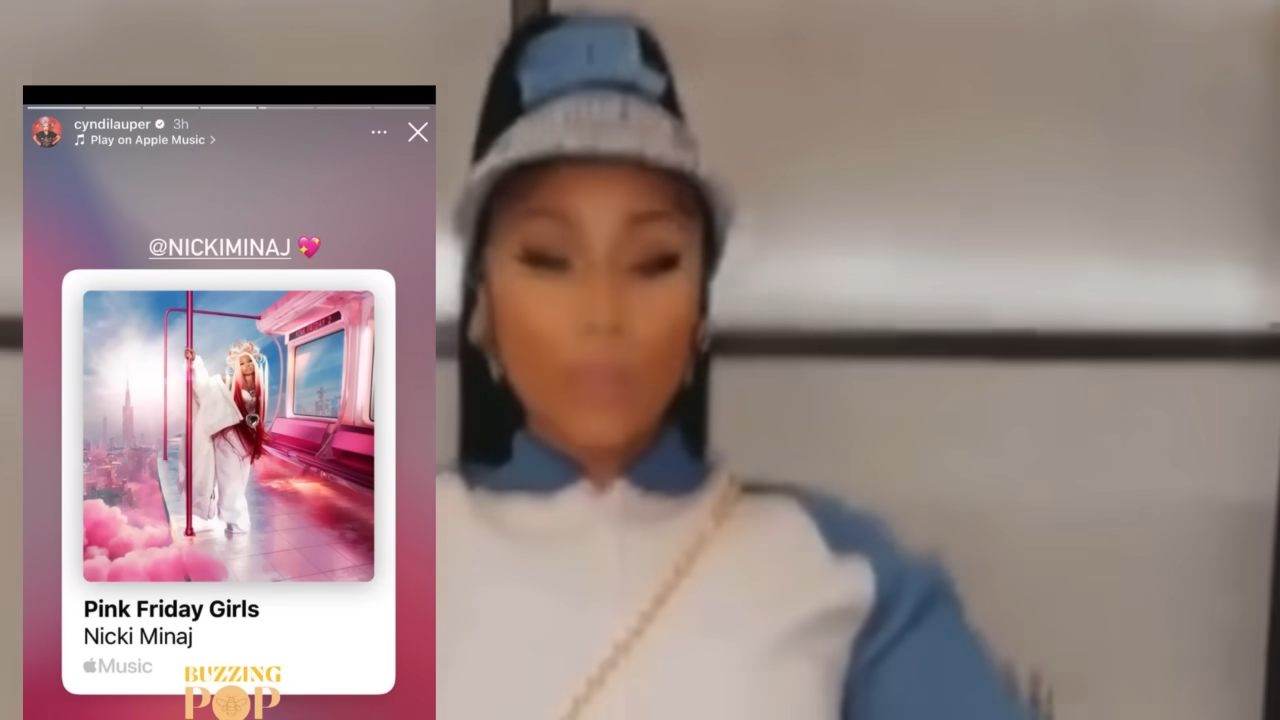 cyndilauper 3h
Play on Apple Music >
@NICKIMINAJ
Pink Friday Girls
Nicki Minaj
Music
BUZZING
POP